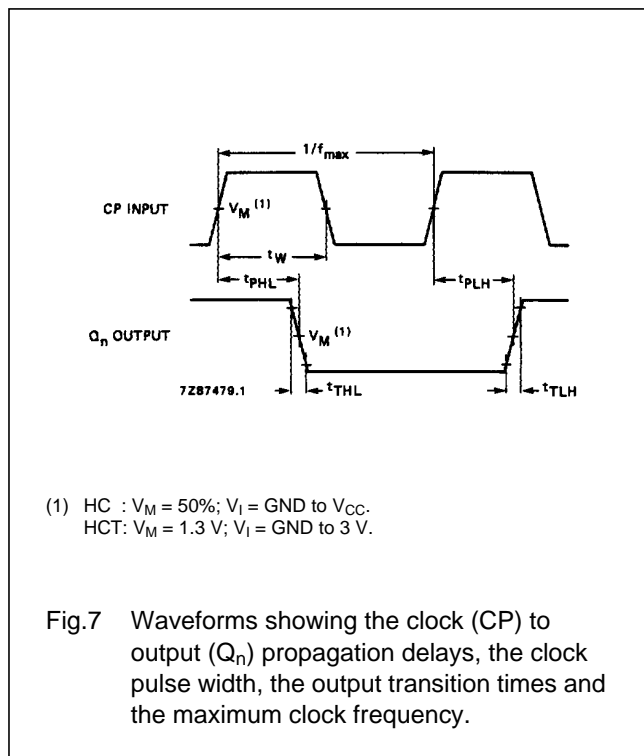 1/fmax
CP INPUT
VM (1)
tW
tPHL
tPLH
Qn OUTPUT
VM (1)
7Z87479.1
tTHL
tTLH
(1) HC : VM = 50%; VI = GND to VCC.
HCT: VM = 1.3 V; VI = GND to 3 V.
Fig.7 Waveforms showing the clock (CP) to
output (Qn) propagation delays, the clock
pulse width, the output transition times and
the maximum clock frequency.